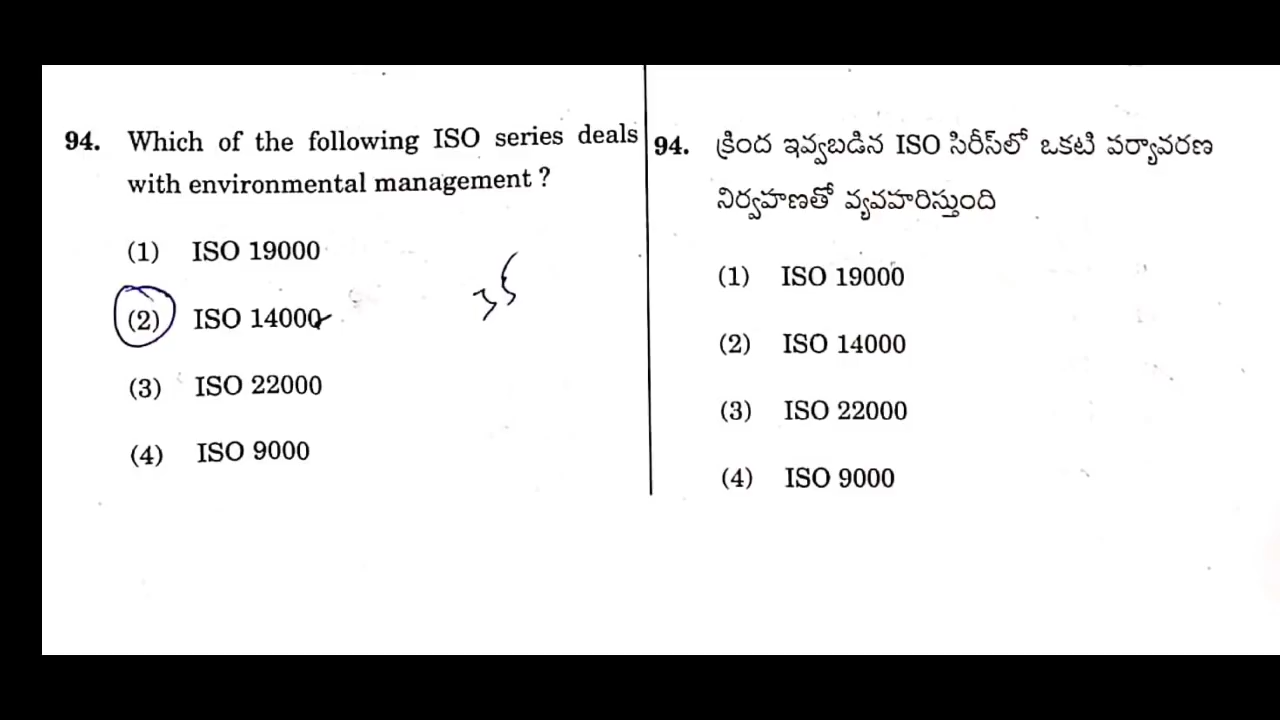 94. Which of the following ISO series deals
with environmental management ?
(1) ISO 19000
(2) ISO 14000
(3) ISO 22000
(4) ISO 9000
35
94. క్రింద ఇవ్వబడిన ISO సిరీస్‌లో ఒకటి పర్యావరణ
నిర్వహణతో వ్యవహరిస్తుంది
(1) ISO 19000
(2) ISO 14000
(3) ISO 22000
(4) ISO 9000